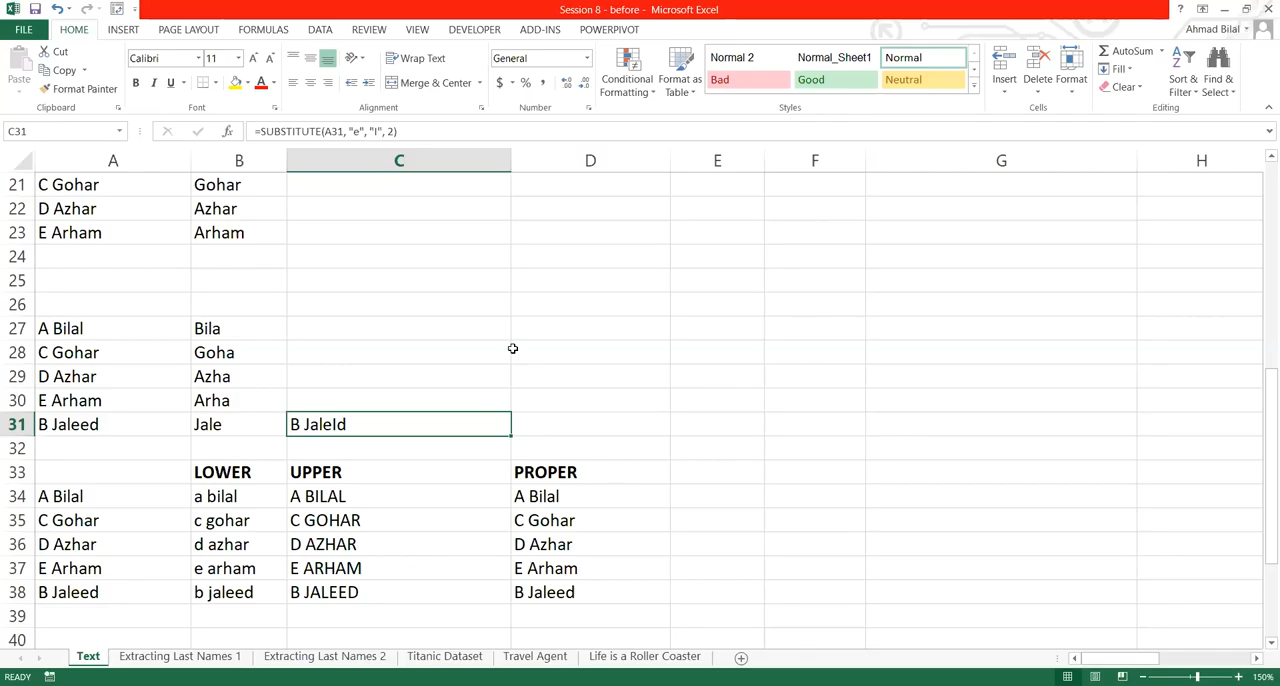 Session 8 - before - Microsoft Excel
FILE HOME INSERT PAGE LAYOUT FORMULAS DATA REVIEW VIEW DEVELOPER ADD-INS POWERPIVOT Ahmad Bilal
Paste
Cut
Copy
Format Painter
Clipboard
Calibri 11
B I U
Font
Wrap Text
Merge & Center
Alignment
General
$ % ,
Number
Conditional Formatting
Format as Table
Normal 2 Normal_Sheet1 Normal
Bad Good Neutral
Styles
Insert Delete Format
Cells
AutoSum
Fill
Clear
Sort & Filter
Find & Select
Editing
C31 fx =SUBSTITUTE(A31, "e", "I", 2)
A B C D E F G H
21 C Gohar Gohar
22 D Azhar Azhar
23 E Arham Arham
24
25
26
27 A Bilal Bila
28 C Gohar Goha
29 D Azhar Azha
30 E Arham Arha
31 B Jaleed Jale B JaleId
32
33 LOWER UPPER PROPER
34 A Bilal a bilal A BILAL A Bilal
35 C Gohar c gohar C GOHAR C Gohar
36 D Azhar d azhar D AZHAR D Azhar
37 E Arham e arham E ARHAM E Arham
38 B Jaleed b jaleed B JALEED B Jaleed
39
40
Text Extracting Last Names 1 Extracting Last Names 2 Titanic Dataset Travel Agent Life is a Roller Coaster
READY 150%